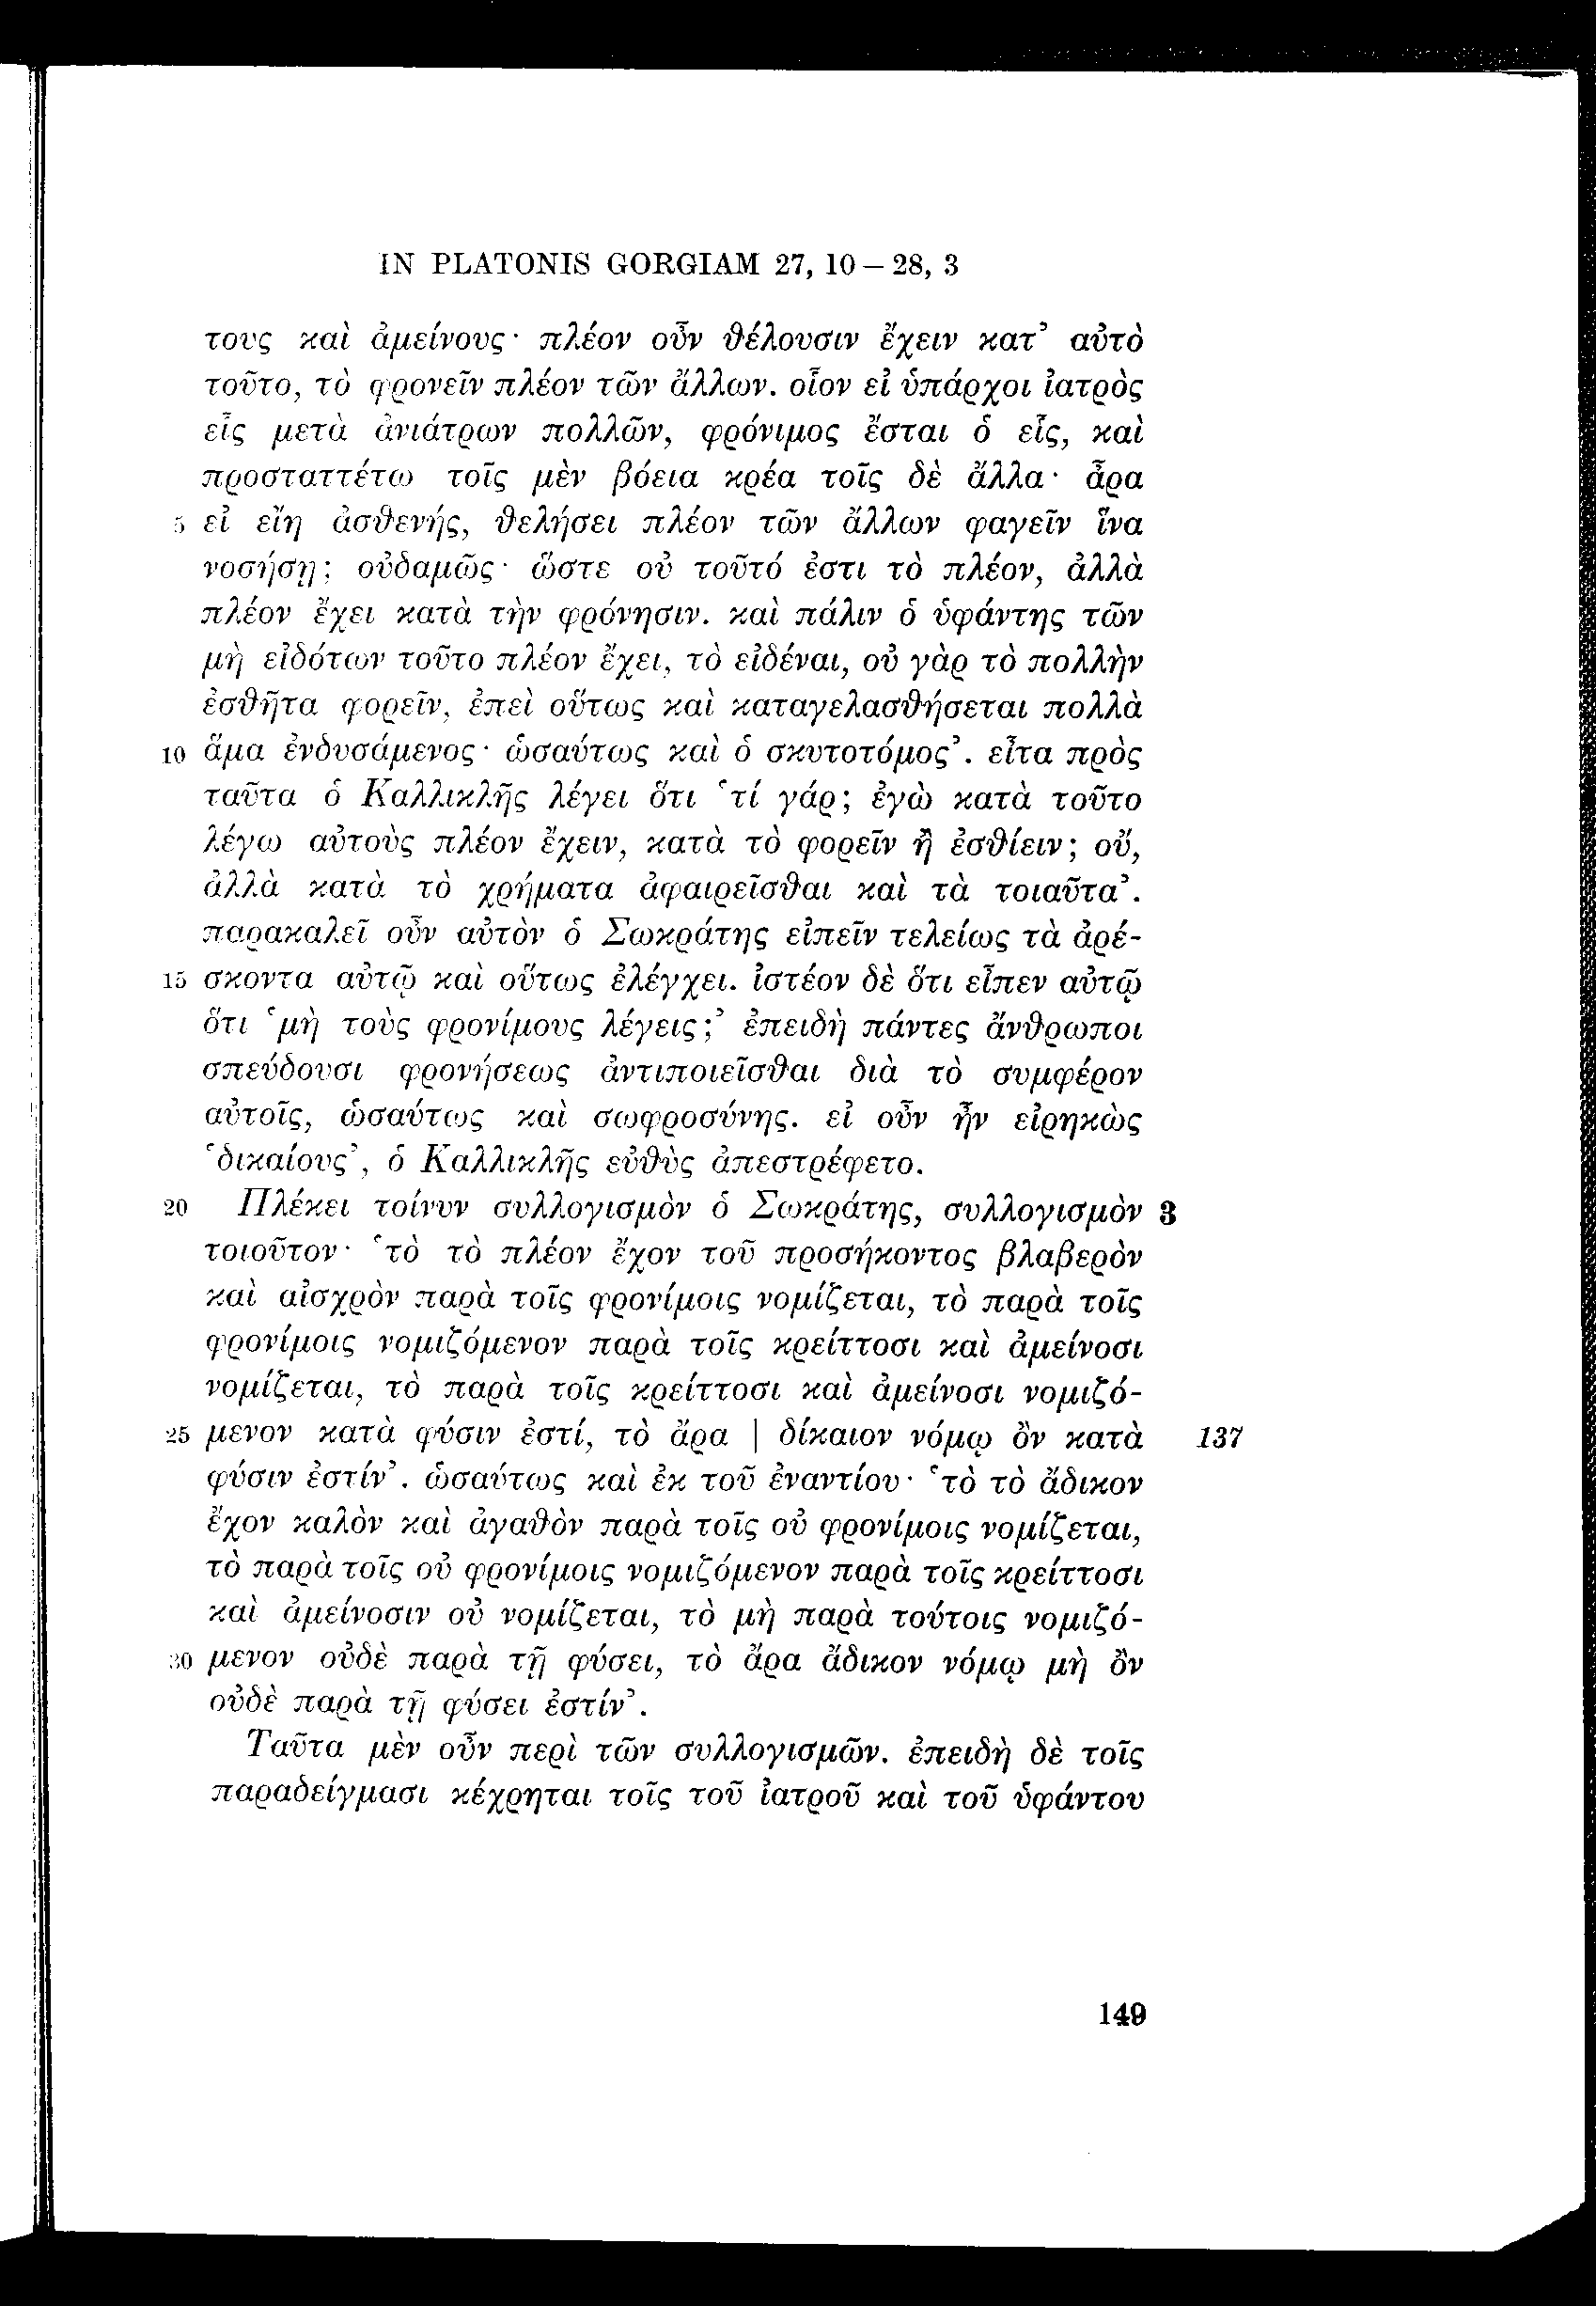 IN PLATONIS GORGIAM 27, 10 – 28, 3
τους καὶ ἀμείνους· πλέον οὖν θέλουσιν ἔχειν κατ’ αὐτὸ
τοῦτο, τὸ φρονεῖν πλέον τῶν ἄλλων. οἷον εἰ ὑπάρχοι ἰατρὸς
εἷς μετὰ ἀνιάτρων πολλῶν, φρόνιμος ἔσται ὁ εἷς, καὶ
προσταττέτω τοῖς μὲν βόεια κρέα τοῖς δὲ ἄλλα· ἆρα
5 εἰ εἴη ἀσθενής, θελήσει πλέον τῶν ἄλλων φαγεῖν ἵνα
νοσήσῃ; οὐδαμῶς· ὥστε οὐ τοῦτό ἐστι τὸ πλέον, ἀλλὰ
πλέον ἔχει κατὰ τὴν φρόνησιν. καὶ πάλιν ὁ ὑφάντης τῶν
μὴ εἰδότων τοῦτο πλέον ἔχει, τὸ εἰδέναι, οὐ γὰρ τὸ πολλὴν
ἐσθῆτα φορεῖν, ἐπεὶ οὕτως καὶ καταγελασθήσεται πολλὰ
10 ἅμα ἐνδυσάμενος· ὡσαύτως καὶ ὁ σκυτοτόμος’. εἶτα πρὸς
ταῦτα ὁ Καλλικλῆς λέγει ὅτι ‘τί γάρ; ἐγὼ κατὰ τοῦτο
λέγω αὐτοὺς πλέον ἔχειν, κατὰ τὸ φορεῖν ἢ ἐσθίειν; οὔ,
ἀλλὰ κατὰ τὸ χρήματα ἀφαιρεῖσθαι καὶ τὰ τοιαῦτα’.
παρακαλεῖ οὖν αὐτὸν ὁ Σωκράτης εἰπεῖν τελείως τὰ ἀρέ-
15 σκοντα αὐτῷ καὶ οὕτως ἐλέγχει. ἰστέον δὲ ὅτι εἶπεν αὐτῷ
ὅτι ‘μὴ τοὺς φρονίμους λέγεις;’ ἐπειδὴ πάντες ἄνθρωποι
σπεύδουσι φρονήσεως ἀντιποιεῖσθαι διὰ τὸ συμφέρον
αὐτοῖς, ὡσαύτως καὶ σωφροσύνης. εἰ οὖν ἦν εἰρηκὼς
‘δικαίους’, ὁ Καλλικλῆς εὐθὺς ἀπεστρέφετο.
20 Πλέκει τοίνυν συλλογισμὸν ὁ Σωκράτης, συλλογισμὸν 3
τοιοῦτον· ‘τὸ τὸ πλέον ἔχον τοῦ προσήκοντος βλαβερὸν
καὶ αἰσχρὸν παρὰ τοῖς φρονίμοις νομίζεται, τὸ παρὰ τοῖς
φρονίμοις νομιζόμενον παρὰ τοῖς κρείττοσι καὶ ἀμείνοσι
νομίζεται, τὸ παρὰ τοῖς κρείττοσι καὶ ἀμείνοσι νομιζό-
25 μενον κατὰ φύσιν ἐστί, τὸ ἄρα | δίκαιον νόμῳ ὂν κατὰ 137
φύσιν ἐστίν’. ὡσαύτως καὶ ἐκ τοῦ ἐναντίου· ‘τὸ τὸ ἄδικον
ἔχον καλὸν καὶ ἀγαθὸν παρὰ τοῖς οὐ φρονίμοις νομίζεται,
τὸ παρὰ τοῖς οὐ φρονίμοις νομιζόμενον παρὰ τοῖς κρείττοσι
καὶ ἀμείνοσιν οὐ νομίζεται, τὸ μὴ παρὰ τούτοις νομιζό-
30 μενον οὐδὲ παρὰ τῇ φύσει, τὸ ἄρα ἄδικον νόμῳ μὴ ὂν
οὐδὲ παρὰ τῇ φύσει ἐστίν’.
Ταῦτα μὲν οὖν περὶ τῶν συλλογισμῶν. ἐπειδὴ δὲ τοῖς
παραδείγμασι κέχρηται τοῖς τοῦ ἰατροῦ καὶ τοῦ ὑφάντου
149